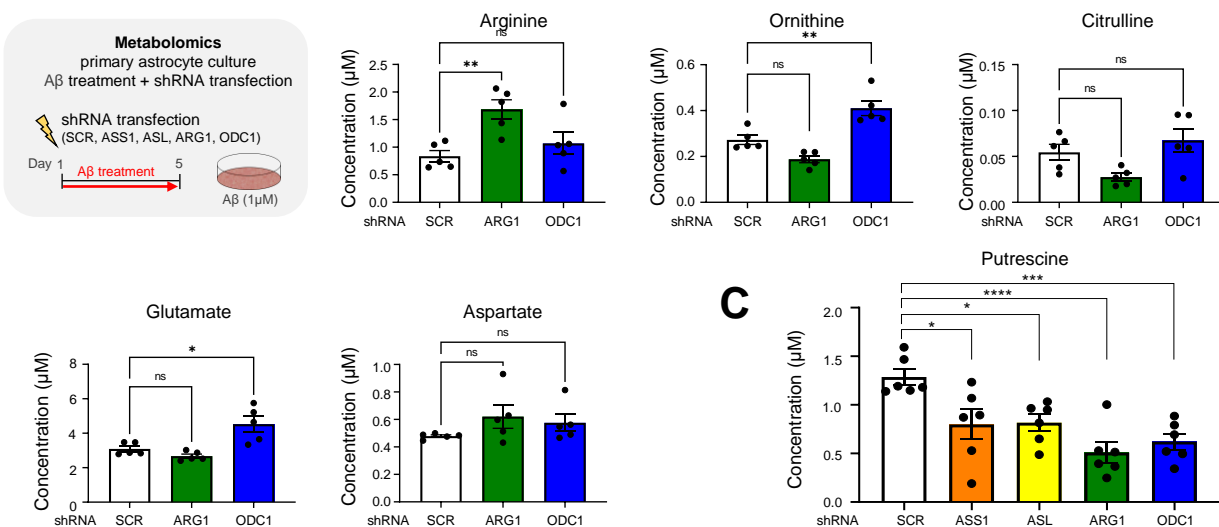 Metabolomics
primary astrocyte culture
Aβ treatment + shRNA transfection
shRNA transfection
(SCR, ASS1, ASL, ARG1, ODC1)
Day 1 5
Aβ treatment
Aβ (1μM)
Arginine
ns
**
Concentration (μM)
2.5
2.0
1.5
1.0
0.5
0.0
shRNA SCR ARG1 ODC1
Ornithine
**
ns
Concentration (μM)
0.6
0.4
0.2
0.0
shRNA SCR ARG1 ODC1
Citrulline
ns
ns
Concentration (μM)
0.15
0.10
0.05
0.00
shRNA SCR ARG1 ODC1
Glutamate
*
ns
Concentration (μM)
8
6
4
2
0
shRNA SCR ARG1 ODC1
Aspartate
ns
ns
Concentration (μM)
1.0
0.8
0.6
0.4
0.2
0.0
shRNA SCR ARG1 ODC1
C
Putrescine
***
****
*
*
Concentration (μM)
2.0
1.5
1.0
0.5
0.0
shRNA SCR ASS1 ASL ARG1 ODC1